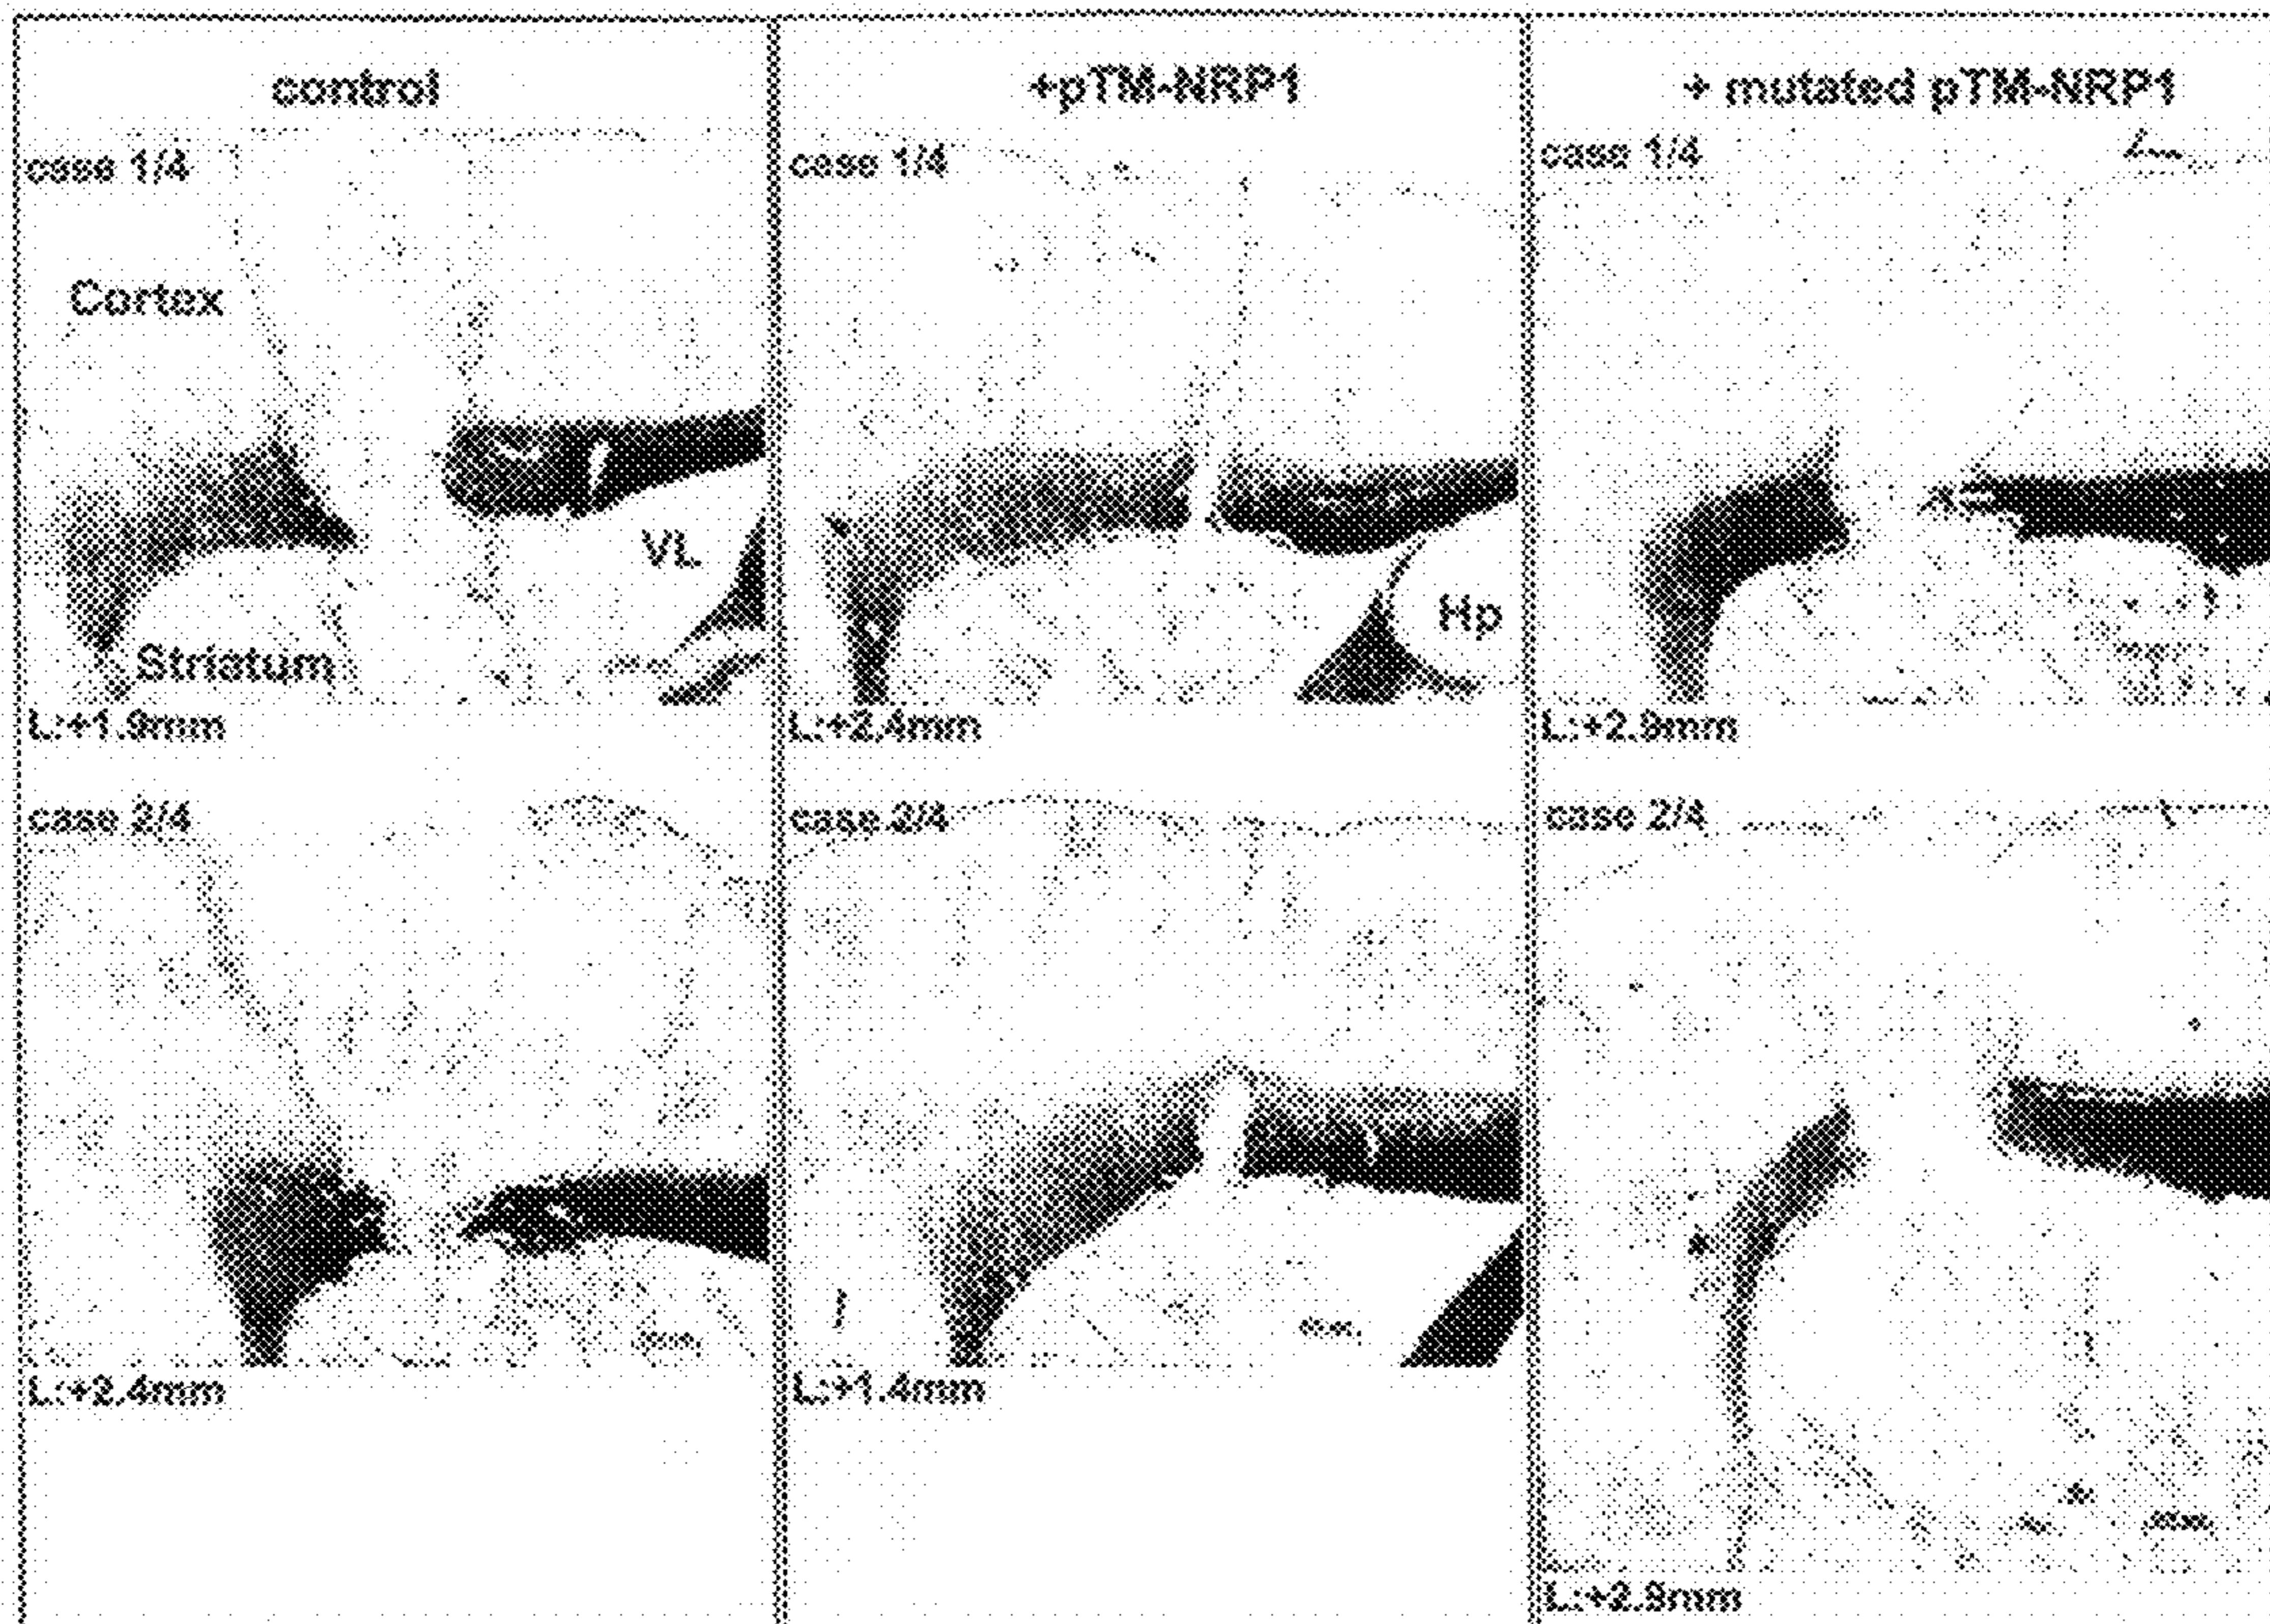 control
+pTM-NRP1
+ mutated pTM-NRP1
case 1/4
case 1/4
case 1/4
Cortex
VL
Hp
Striatum
L:+1.9mm
L:+2.4mm
L:+2.9mm
case 2/4
case 2/4
case 2/4
L:+2.4mm
L:+1.4mm
L:+2.9mm